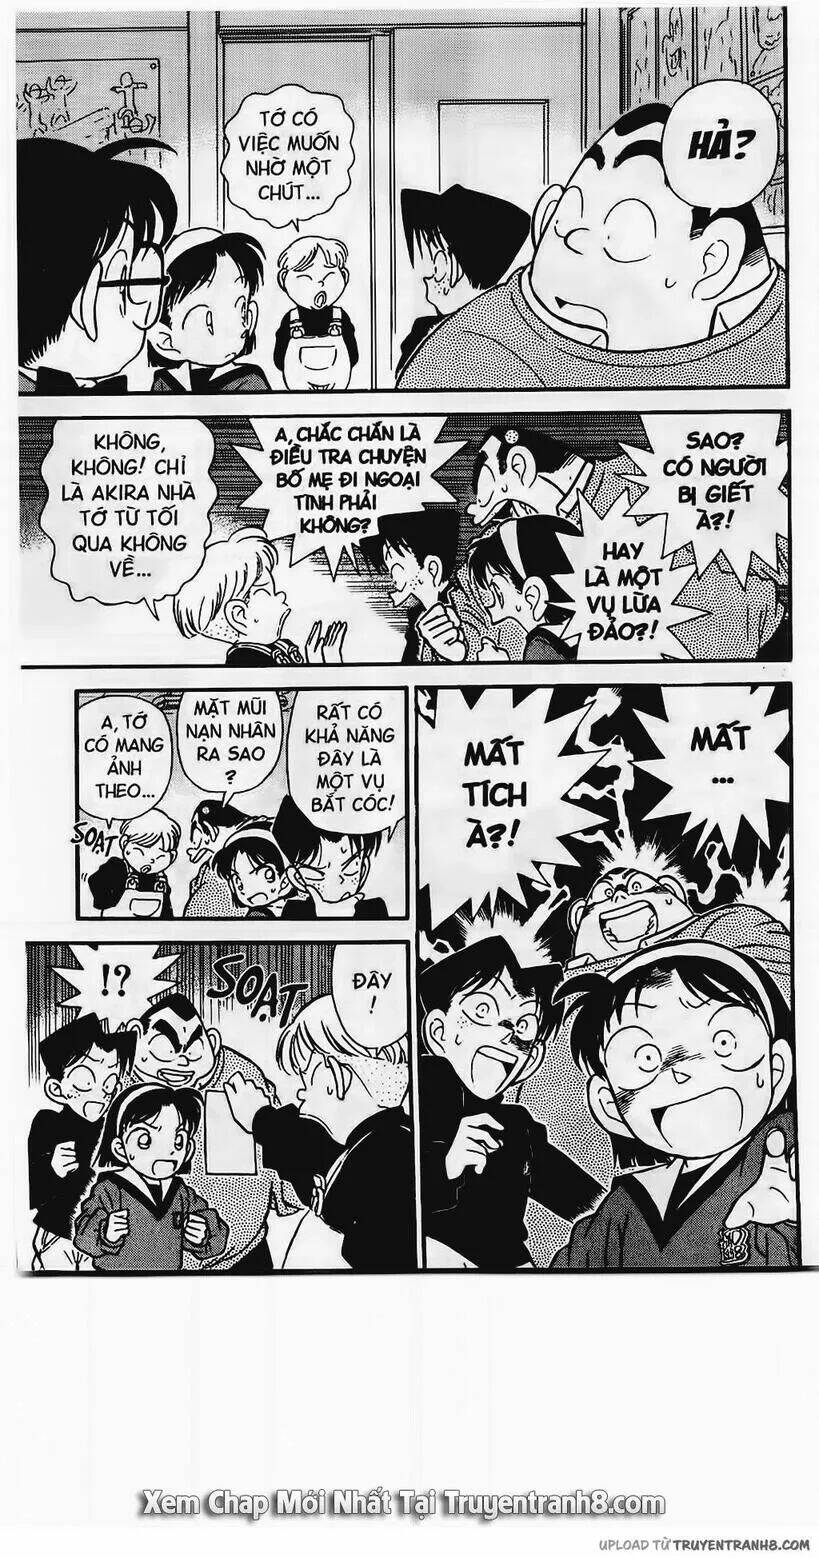 HẢ?
TỚ CÓ
VIỆC MUỐN
NHỜ MỘT
CHÚT...
SAO?
CÓ NGƯỜI
BỊ GIẾT
À?!
HAY
LÀ MỘT
VỤ LỪA
ĐẢO?!
A, CHẮC CHẮN LÀ
ĐIỀU TRA CHUYỆN
BỐ MẸ ĐI NGOẠI
TÌNH PHẢI
KHÔNG?
KHÔNG,
KHÔNG! CHỈ
LÀ AKIRA NHÀ
TỚ TỪ TỐI
QUA KHÔNG
VỀ...
MẤT
...
MẤT
TÍCH
À?!
RẤT CÓ
KHẢ NĂNG
ĐÂY LÀ
MỘT VỤ
BẮT CÓC!
MẶT MŨI
NẠN NHÂN
RA SAO
?
A, TỚ
CÓ MANG
ẢNH
THEO...
SOẠT
ĐÂY
!
SOẠT
!?
Xem Chap Mới Nhất Tại Truyentranh8.com
UPLOAD TỪ TRUYENTRANH8.COM